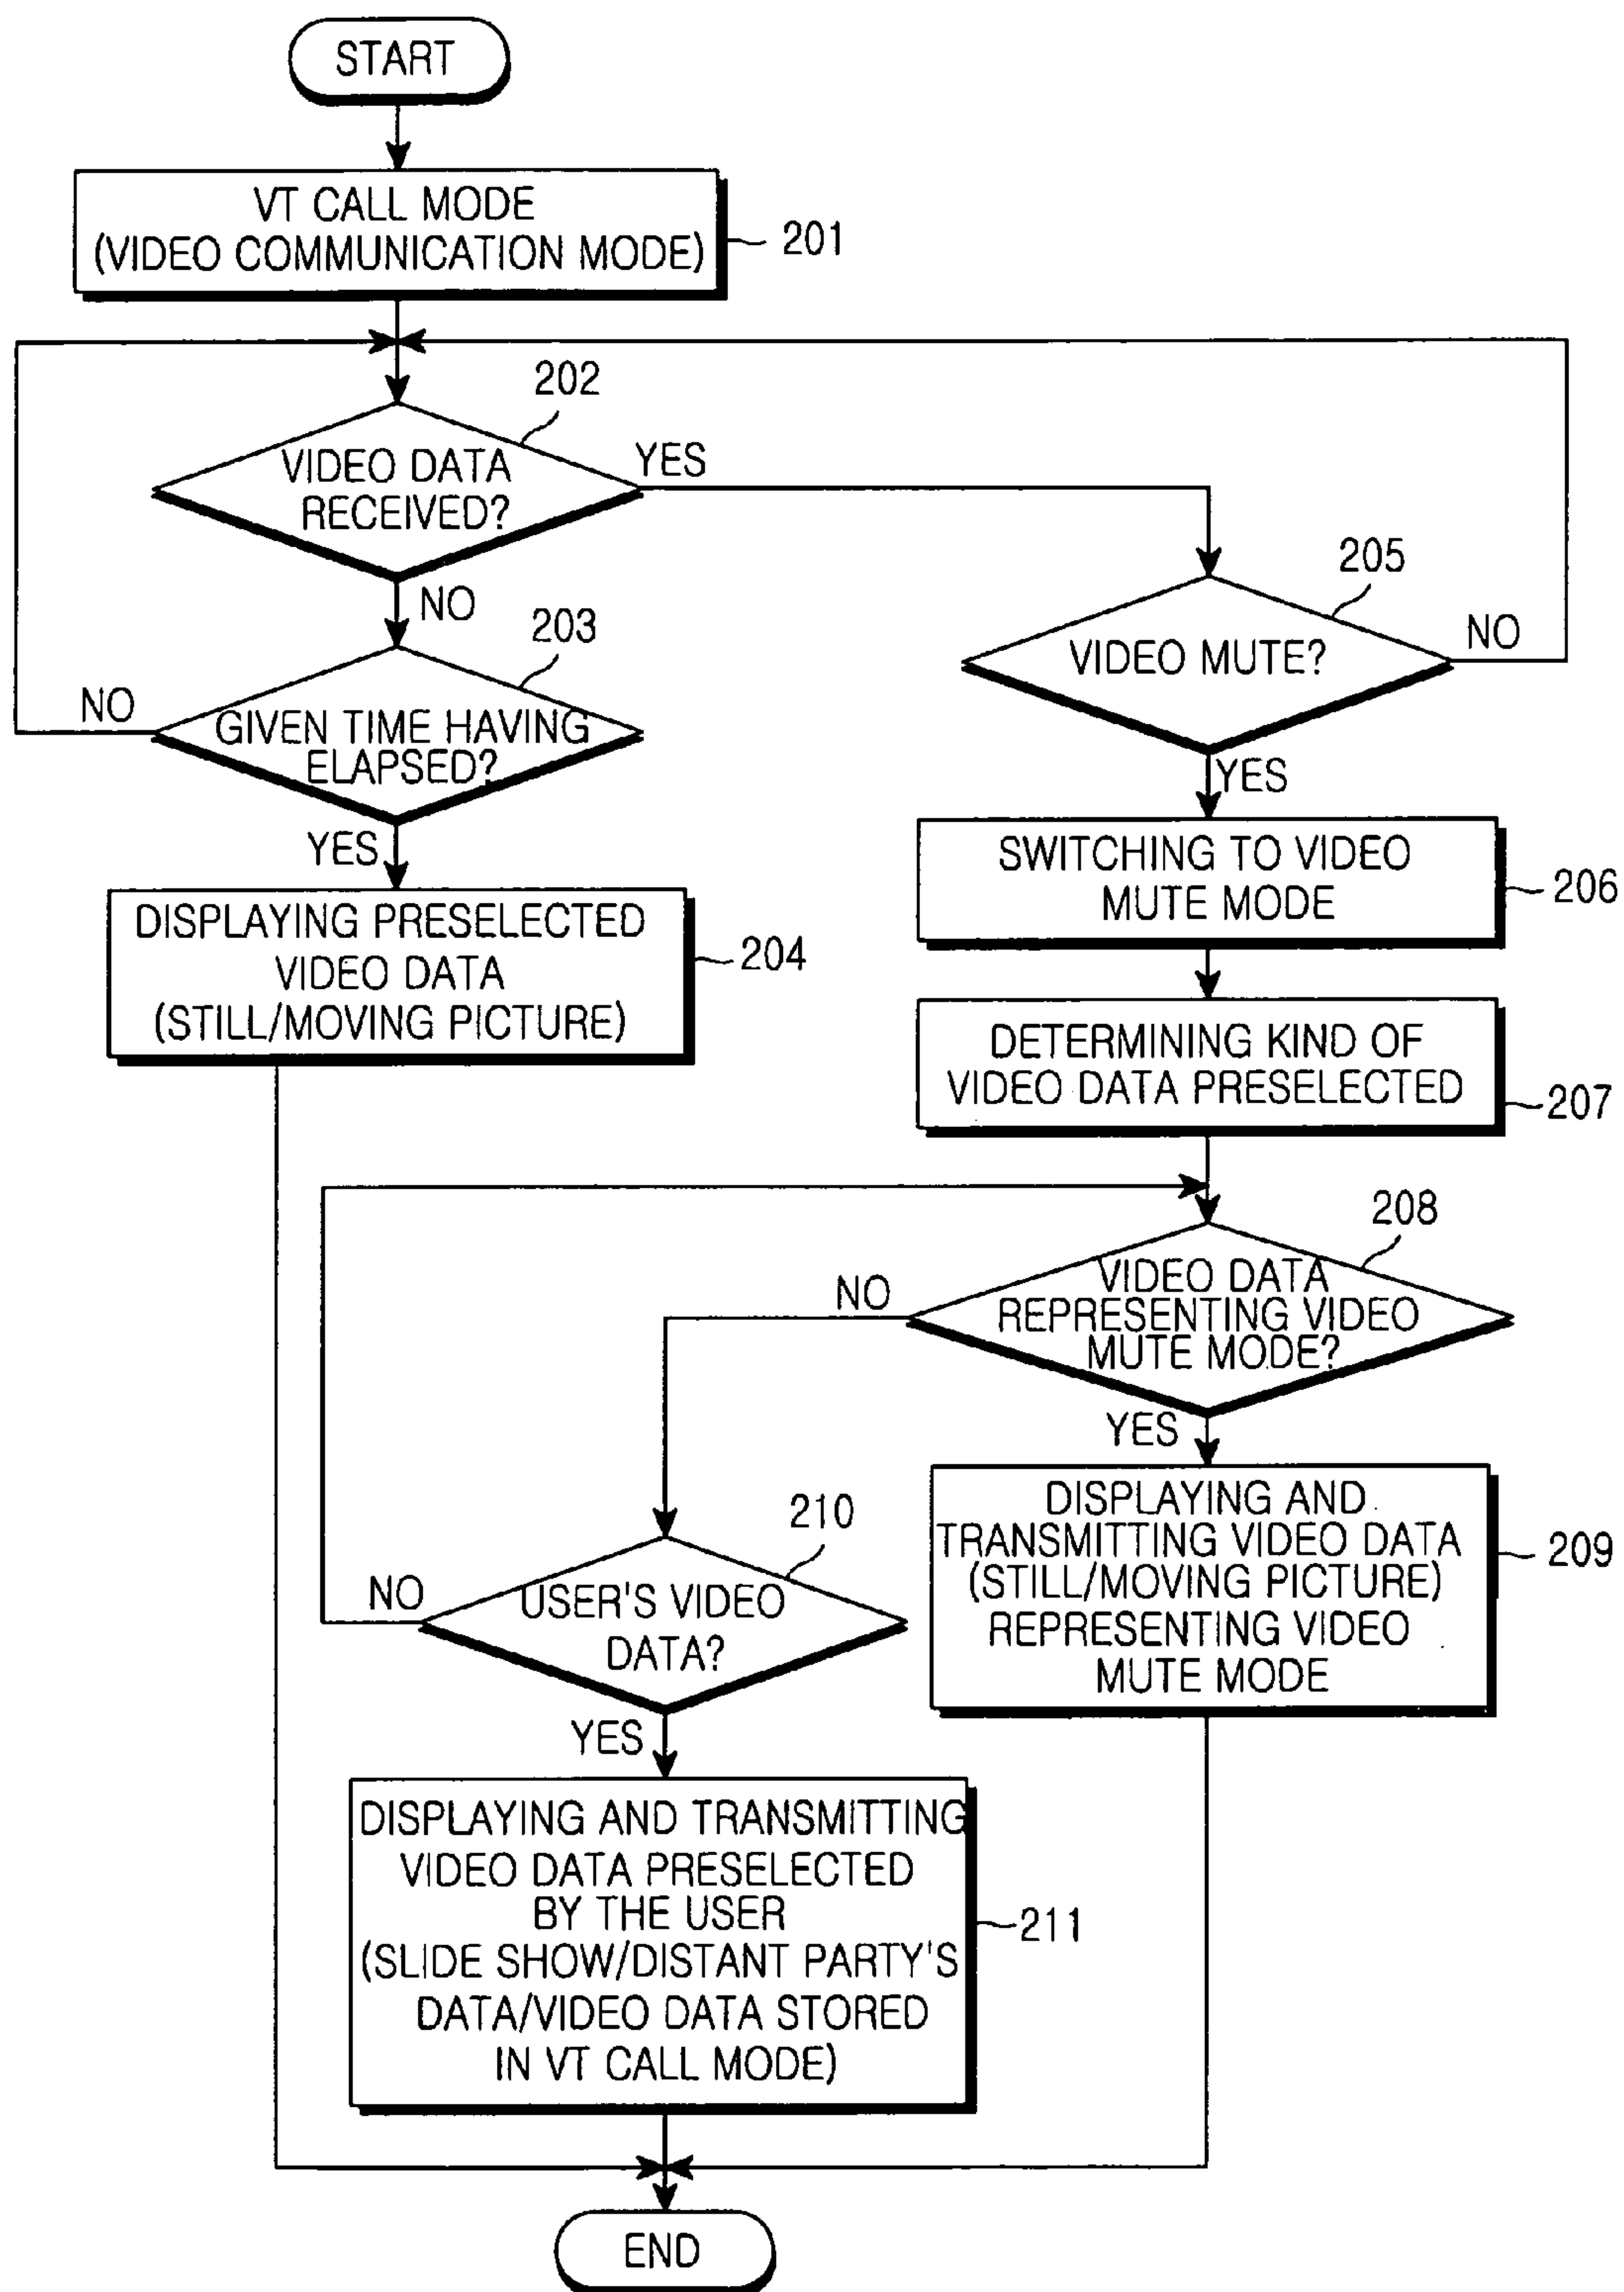 START
VT CALL MODE
(VIDEO COMMUNICATION MODE)
201
202
VIDEO DATA
RECEIVED?
YES
NO
203
GIVEN TIME HAVING
ELAPSED?
NO
YES
DISPLAYING PRESELECTED
VIDEO DATA
(STILL/MOVING PICTURE)
204
205
VIDEO MUTE?
NO
YES
SWITCHING TO VIDEO
MUTE MODE
206
DETERMINING KIND OF
VIDEO DATA PRESELECTED
207
208
VIDEO DATA
REPRESENTING VIDEO
MUTE MODE?
NO
YES
DISPLAYING AND
TRANSMITTING VIDEO DATA
(STILL/MOVING PICTURE)
REPRESENTING VIDEO
MUTE MODE
209
210
USER'S VIDEO
DATA?
NO
YES
DISPLAYING AND TRANSMITTING
VIDEO DATA PRESELECTED
BY THE USER
(SLIDE SHOW/DISTANT PARTY'S
DATA/VIDEO DATA STORED
IN VT CALL MODE)
211
END